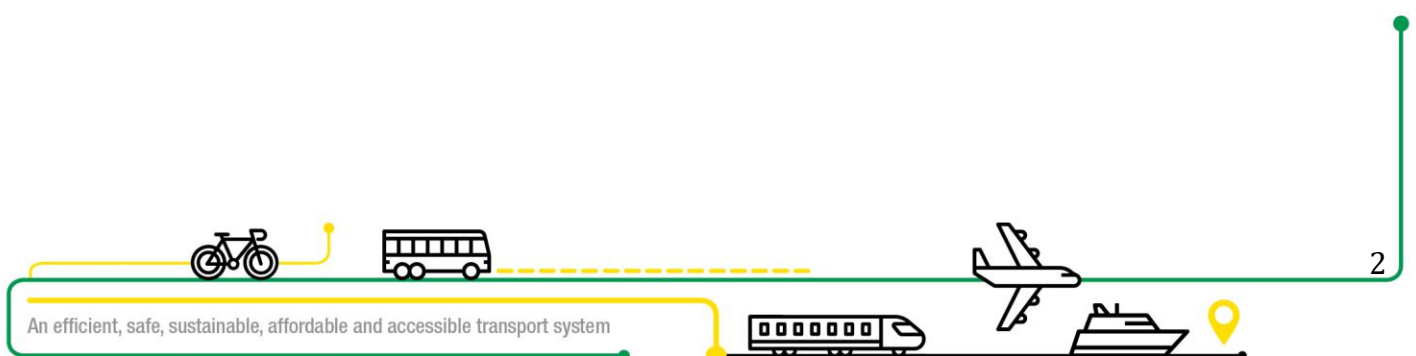 2
An efficient, safe, sustainable, affordable and accessible transport system